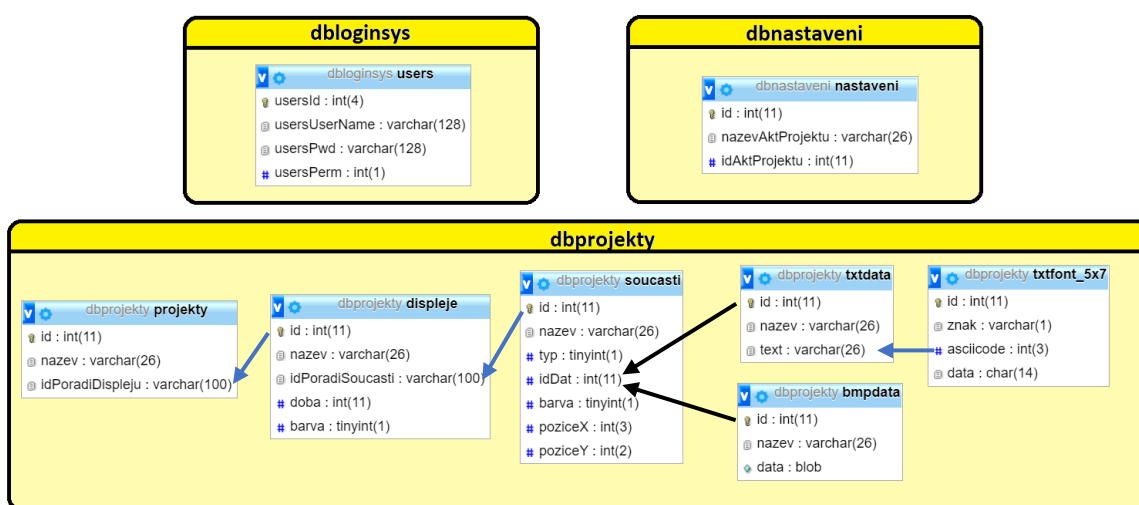 dbloginsys
dbloginsys users
usersId : int(4)
usersUserName : varchar(128)
usersPwd : varchar(128)
usersPerm : int(1)
dbnastaveni
dbnastaveni nastaveni
id : int(11)
nazevAktProjektu : varchar(26)
idAktProjektu : int(11)
dbprojekty
dbprojekty projekty
id : int(11)
nazev : varchar(26)
idPoradiDispleju : varchar(100)
dbprojekty displeje
id : int(11)
nazev : varchar(26)
idPoradiSoucasti : varchar(100)
doba : int(11)
barva : tinyint(1)
dbprojekty soucasti
id : int(11)
nazev : varchar(26)
typ : tinyint(1)
idDat : int(11)
barva : tinyint(1)
poziceX : int(3)
poziceY : int(2)
dbprojekty txtdata
id : int(11)
nazev : varchar(26)
text : varchar(26)
dbprojekty bmpdata
id : int(11)
nazev : varchar(26)
data : blob
dbprojekty txtfont_5x7
id : int(11)
znak : varchar(1)
asciicode : int(3)
data : char(14)